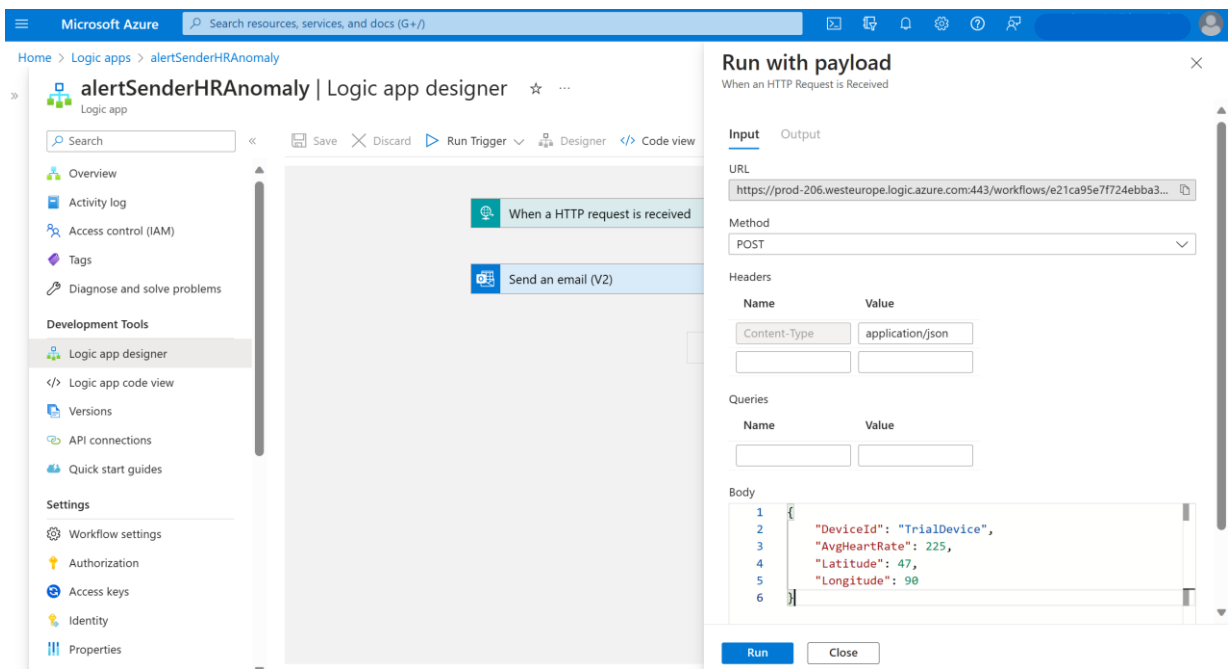 Microsoft Azure
Search resources, services, and docs (G+/)
Home > Logic apps > alertSenderHRAnomaly
alertSenderHRAnomaly | Logic app designer
Logic app
Search
Overview
Activity log
Access control (IAM)
Tags
Diagnose and solve problems
Development Tools
Logic app designer
Logic app code view
Versions
API connections
Quick start guides
Settings
Workflow settings
Authorization
Access keys
Identity
Properties
Save Discard Run Trigger Designer Code view
When a HTTP request is received
Send an email (V2)
Run with payload
When an HTTP Request is Received
Input Output
URL
https://prod-206.westeurope.logic.azure.com:443/workflows/e21ca95e7f724ebba3...
Method
POST
Headers
Name Value
Content-Type application/json
Queries
Name Value
Body
1 {
2 "DeviceId": "TrialDevice",
3 "AvgHeartRate": 225,
4 "Latitude": 47,
5 "Longitude": 90
6 }
Run Close